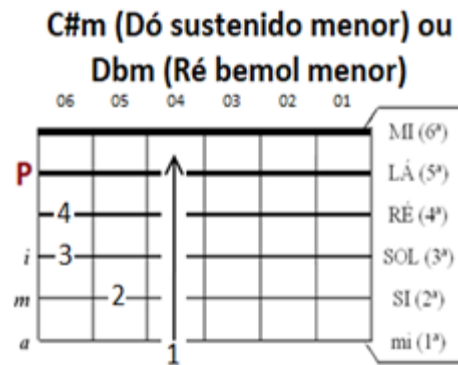 C#m (Dó sustenido menor) ou
Dbm (Ré bemol menor)
06 05 04 03 02 01
MI (6ª)
P LÁ (5ª)
4 RÉ (4ª)
i 3 SOL (3ª)
m 2 SI (2ª)
a 1 mi (1ª)